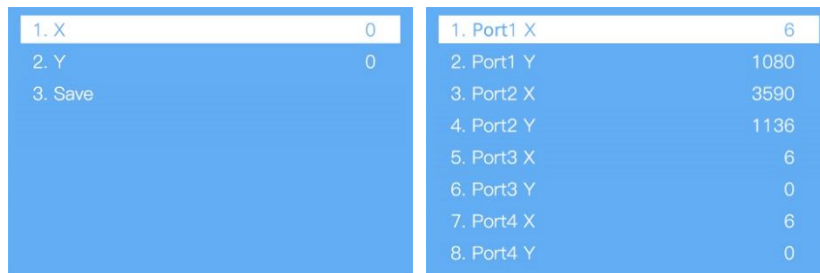 1. X 0
2. Y 0
3. Save
1. Port1 X 6
2. Port1 Y 1080
3. Port2 X 3590
4. Port2 Y 1136
5. Port3 X 6
6. Port3 Y 0
7. Port4 X 6
8. Port4 Y 0